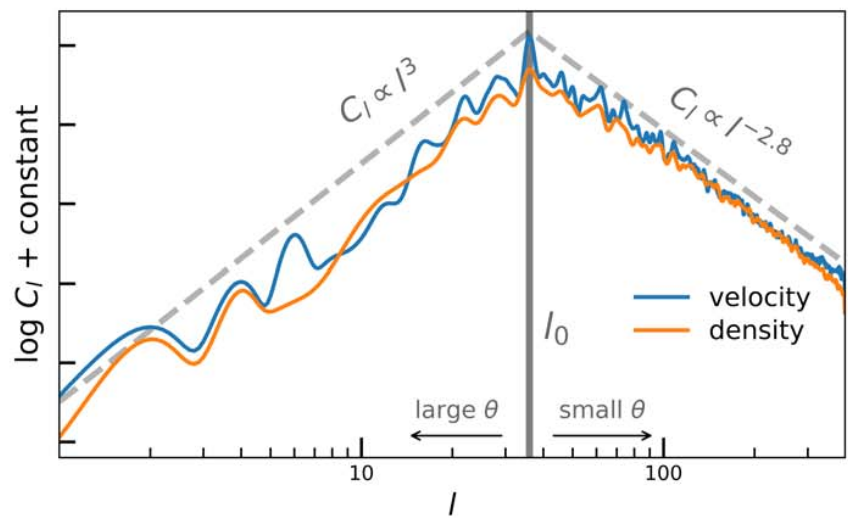 log C_l + constant
C_l ∝ l^3
C_l ∝ l^{-2.8}
velocity
density
l_0
large θ
small θ
10
100
l